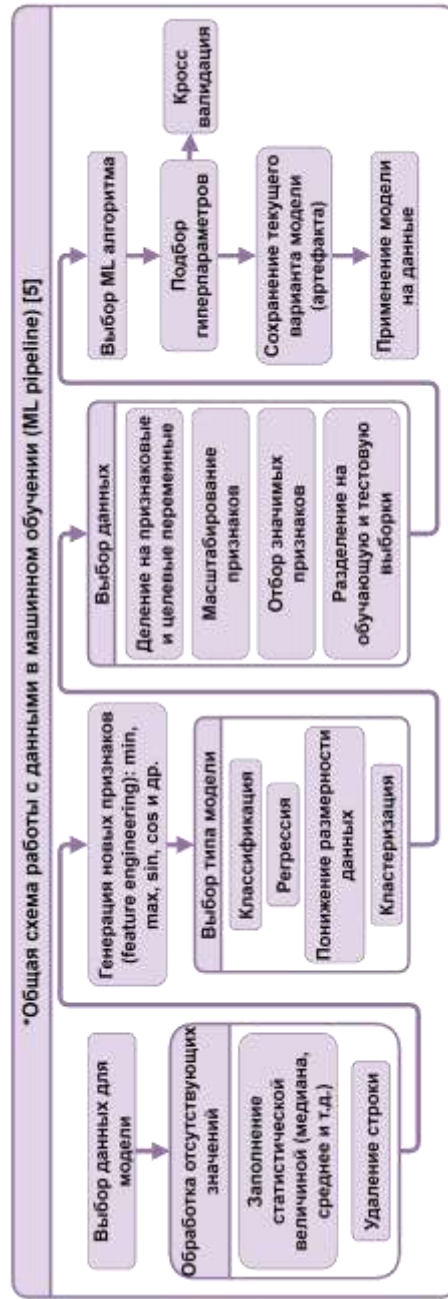 *Общая схема работы с данными в машинном обучении (ML pipeline) [5]
Выбор данных для
модели
Обработка отсутствующих
значений
Заполнение
статистической
величиной (медиана,
среднее и т.д.)
Удаление строки
Генерация новых признаков
(feature engineering): min,
max, sin, cos и др.
Выбор типа модели
Классификация
Регрессия
Понижение размерности
данных
Кластеризация
Выбор данных
Деление на признаковые
и целевые переменные
Масштабирование
признаков
Отбор значимых
признаков
Разделение на
обучающую и тестовую
выборки
Выбор ML алгоритма
Подбор
гиперпараметров
Кросс
валидация
Сохранение текущего
варианта модели
(артефакта)
Применение модели
на данные